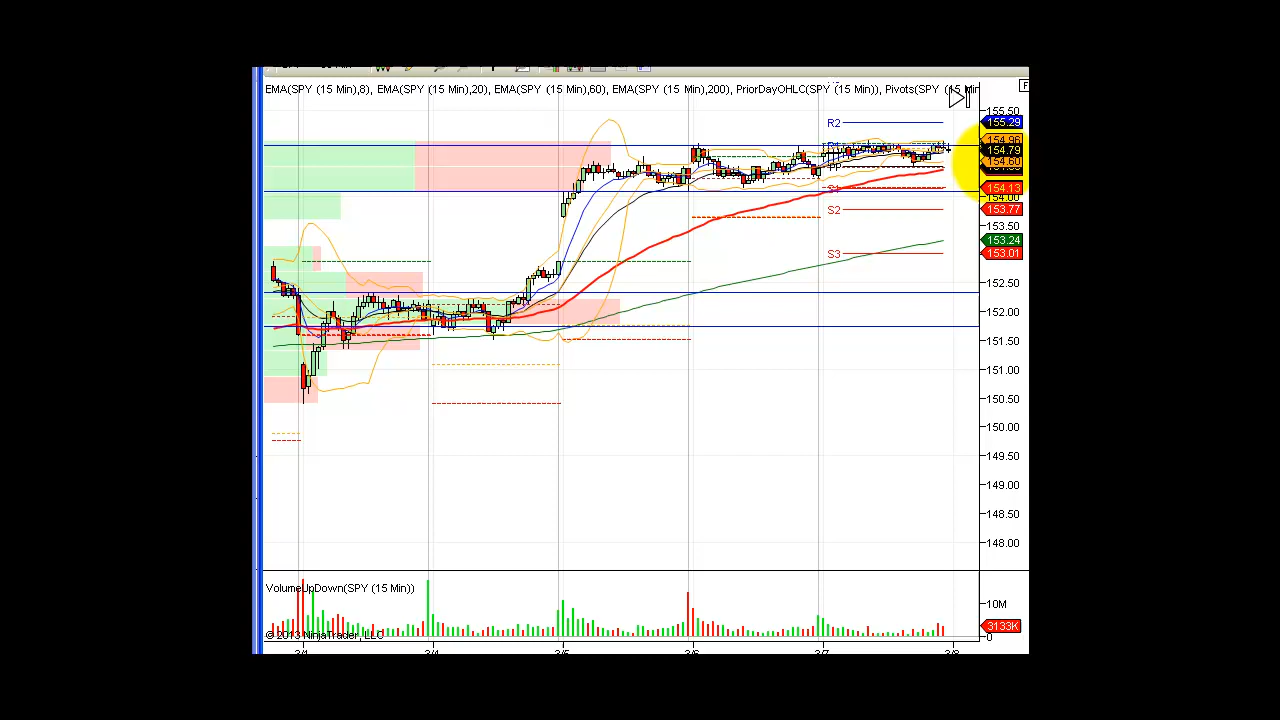 EMA(SPY (15 Min),8), EMA(SPY (15 Min),20), EMA(SPY (15 Min),60), EMA(SPY (15 Min),200), PriorDayOHLC(SPY (15 Min)), Pivots(SPY (15 Min
F
155.50
R2
155.29
154.96
154.79
154.60
154.13
S1
154.00
S2
153.77
153.50
153.24
S3
153.01
152.50
152.00
151.50
151.00
150.50
150.00
149.50
149.00
148.50
148.00
VolumeUpDown(SPY (15 Min))
10M
3133K
0
© 2013 NinjaTrader, LLC
3/4
3/5
3/6
3/7
3/8